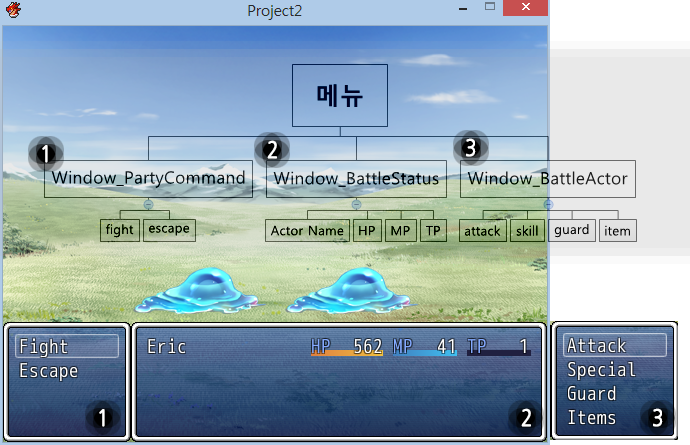 Project2
메뉴
1
2
3
Window_PartyCommand
Window_BattleStatus
Window_BattleActor
fight
escape
Actor Name
HP
MP
TP
attack
skill
guard
item
Fight
Escape
1
Eric HP 562 MP 41 TP 1
2
Attack
Special
Guard
Items
3